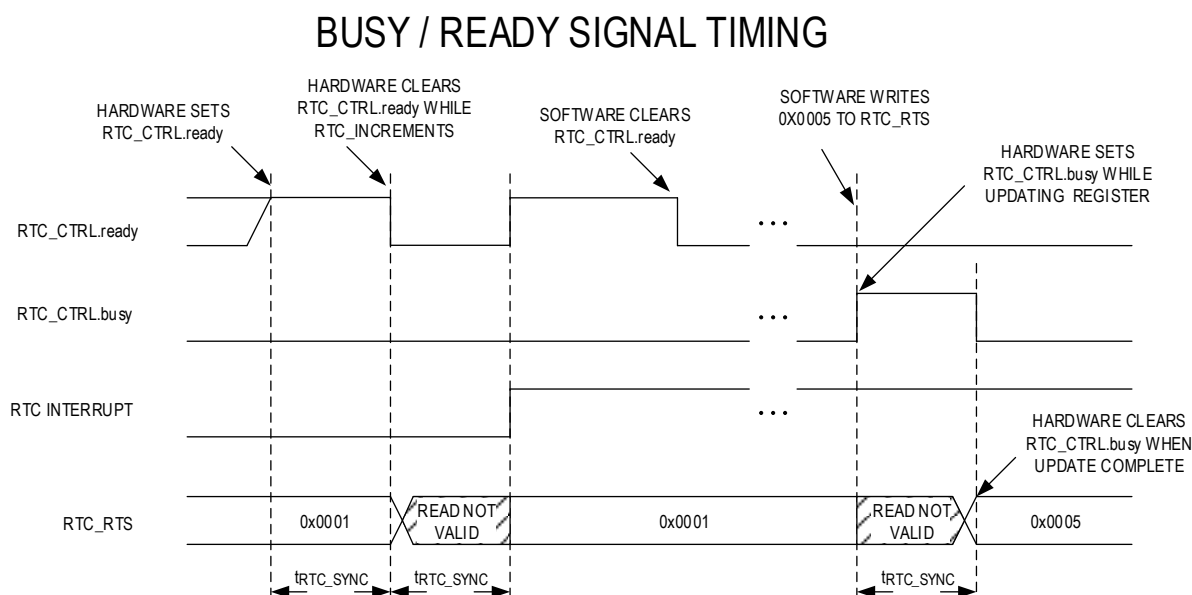 BUSY / READY SIGNAL TIMING
HARDWARE SETS
RTC_CTRL.ready
HARDWARE CLEARS
RTC_CTRL.ready WHILE
RTC_INCREMENTS
SOFTWARE CLEARS
RTC_CTRL.ready
SOFTWARE WRITES
0X0005 TO RTC_RTS
HARDWARE SETS
RTC_CTRL.busy WHILE
UPDATING REGISTER
RTC_CTRL.ready
...
RTC_CTRL.busy
...
RTC INTERRUPT
...
HARDWARE CLEARS
RTC_CTRL.busy WHEN
UPDATE COMPLETE
RTC_RTS
0x0001
READ NOT
VALID
0x0001
READ NOT
VALID
0x0005
tRTC_SYNC
tRTC_SYNC
tRTC_SYNC